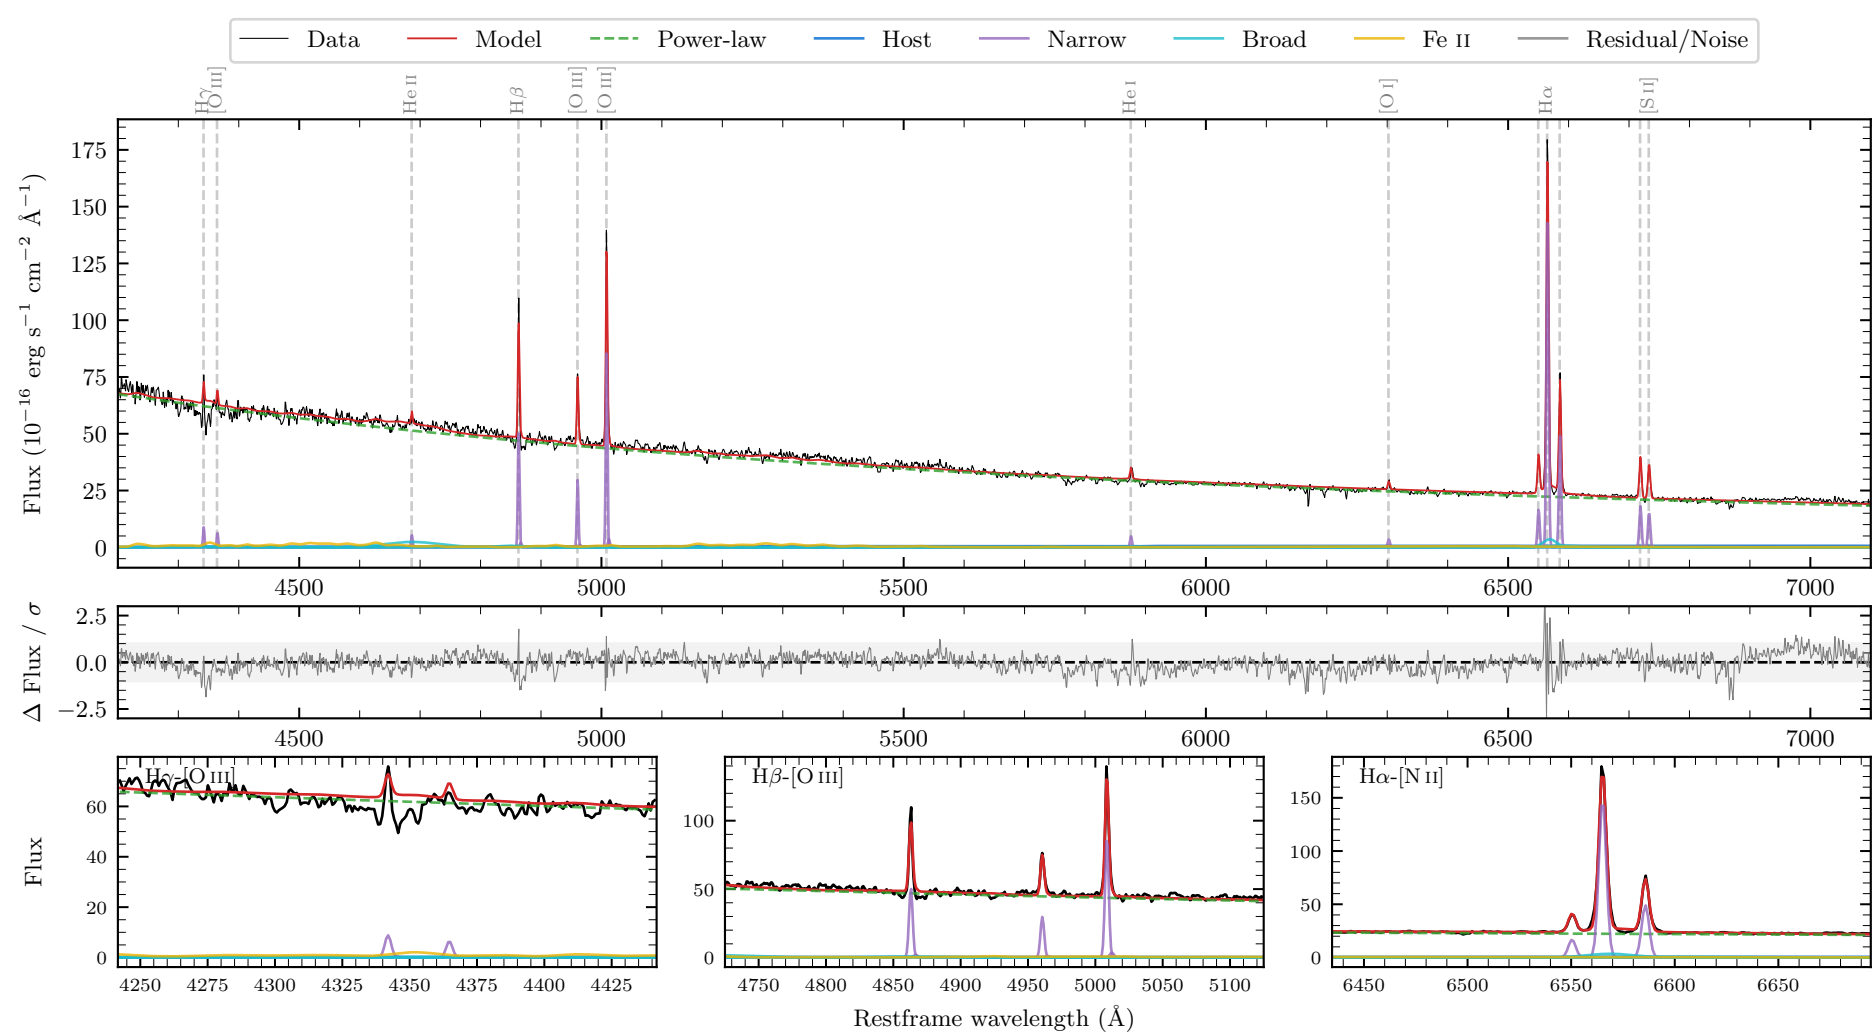 Data Model Power-law Host Narrow Broad Fe II Residual/Noise
Hγ [O III] He II Hβ [O III] [O III] He I [O I] Hα [S II]
Flux (10−16 erg s−1 cm−2 Å−1)
175
150
125
100
75
50
25
0
4500 5000 5500 6000 6500 7000
Δ Flux / σ
2.5
0.0
−2.5
4500 5000 5500 6000 6500 7000
Flux
Hγ-[O III]
60
40
20
0
4250 4275 4300 4325 4350 4375 4400 4425
Hβ-[O III]
100
50
0
4750 4800 4850 4900 4950 5000 5050 5100
Hα-[N II]
150
100
50
0
6450 6500 6550 6600 6650
Restframe wavelength (Å)